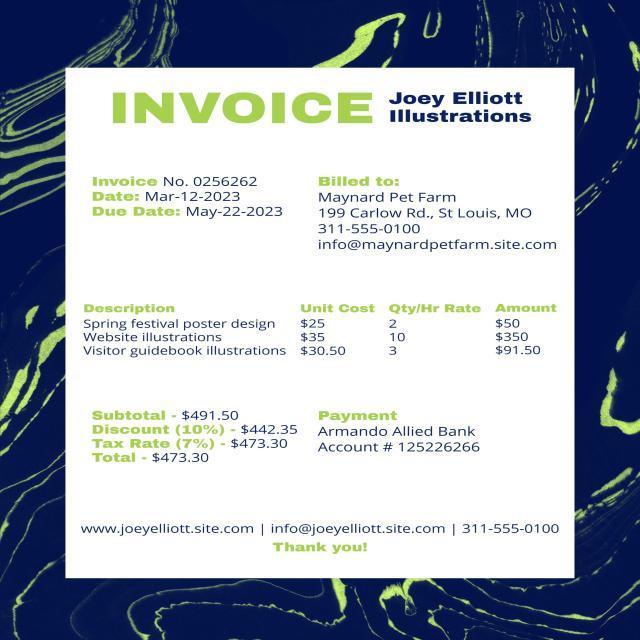 INVOICE
Joey Elliott
Illustrations
Invoice No. 0256262
Date: Mar-12-2023
Due Date: May-22-2023
Billed to:
Maynard Pet Farm
199 Carlow Rd., St Louis, MO
311-555-0100
info@maynardpetfarm.site.com
Description Unit Cost Qty/Hr Rate Amount
Spring festival poster design $25 2 $50
Website illustrations $35 10 $350
Visitor guidebook illustrations $30.50 3 $91.50
Subtotal - $491.50
Discount (10%) - $442.35
Tax Rate (7%) - $473.30
Total - $473.30
Payment
Armando Allied Bank
Account # 125226266
www.joeyelliott.site.com | info@joeyelliott.site.com | 311-555-0100
Thank you!